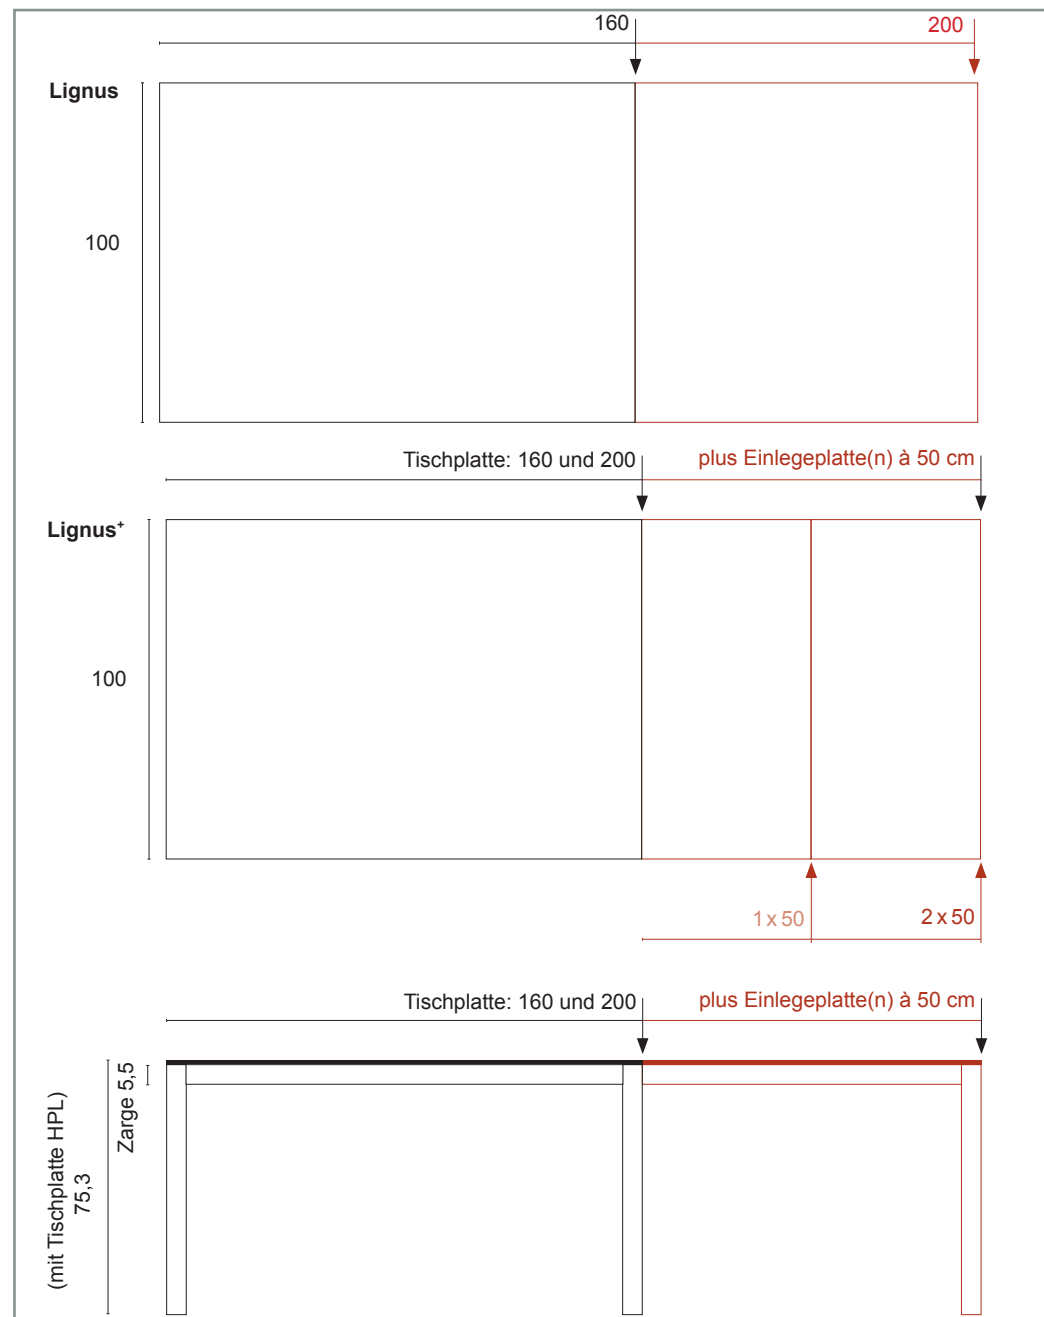 160
200
Lignus
100
Tischplatte: 160 und 200
plus Einlegeplatte(n) à 50 cm
Lignus⁺
100
1 x 50
2 x 50
Tischplatte: 160 und 200
plus Einlegeplatte(n) à 50 cm
Zarge 5,5
(mit Tischplatte HPL)
75,3